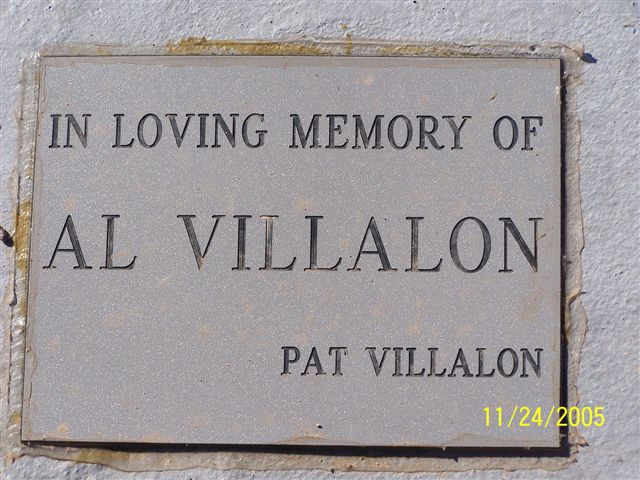 IN LOVING MEMORY OF
AL VILLALON
PAT VILLALON
11/24/2005